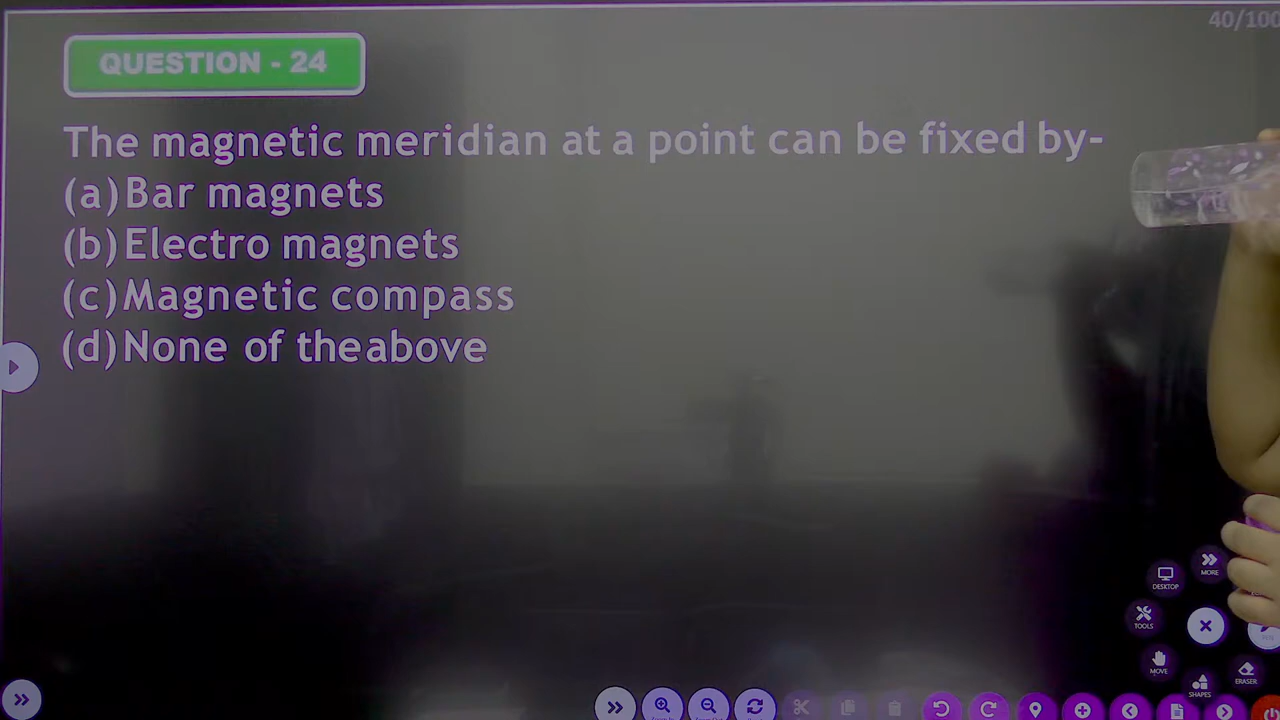 40/100
QUESTION - 24
The magnetic meridian at a point can be fixed by-
(a)Bar magnets
(b)Electro magnets
(c)Magnetic compass
(d)None of theabove
MORE
DESKTOP
TOOLS
MOVE
ERASER
SHAPES